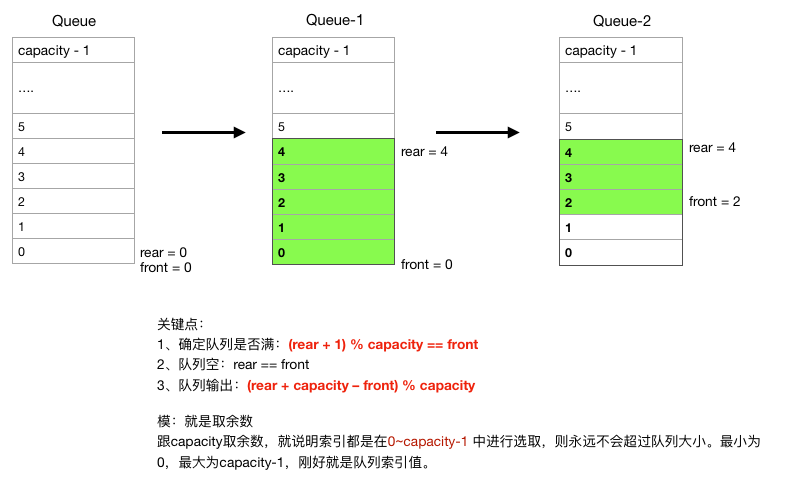 Queue
Queue-1
Queue-2
capacity - 1
....
5
4
3
2
1
0
rear = 0
front = 0
capacity - 1
....
5
4
3
2
1
0
rear = 4
front = 0
capacity - 1
....
5
4
3
2
1
0
rear = 4
front = 2
关键点：
1、确定队列是否满：(rear + 1) % capacity == front
2、队列空：rear == front
3、队列输出：(rear + capacity – front) % capacity
模：就是取余数
跟capacity取余数，就说明索引都是在0~capacity-1 中进行选取，则永远不会超过队列大小。最小为
0，最大为capacity-1，刚好就是队列索引值。